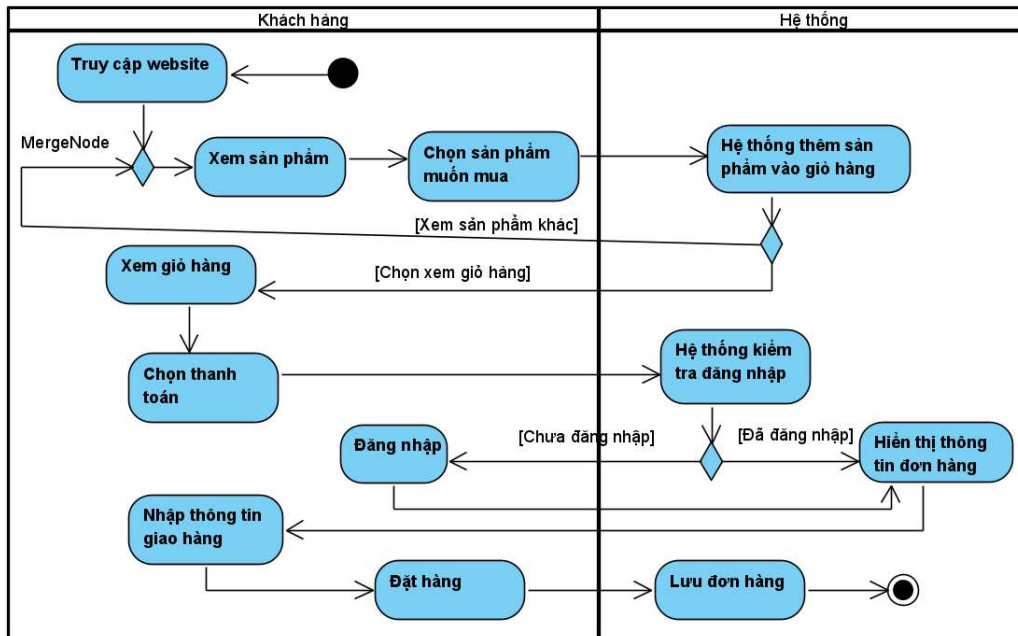 Khách hàng
Hệ thống
Truy cập website
MergeNode
Xem sản phẩm
Chọn sản phẩm
muốn mua
Hệ thống thêm sản
phẩm vào giỏ hàng
[Xem sản phẩm khác]
Xem giỏ hàng
[Chọn xem giỏ hàng]
Chọn thanh
toán
Hệ thống kiểm
tra đăng nhập
Đăng nhập
[Chưa đăng nhập]
[Đã đăng nhập]
Hiển thị thông
tin đơn hàng
Nhập thông tin
giao hàng
Đặt hàng
Lưu đơn hàng